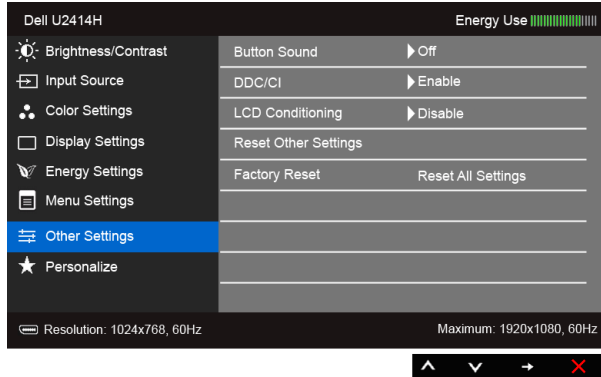 Dell U2414H Energy Use
Brightness/Contrast Button Sound Off
Input Source DDC/CI Enable
Color Settings LCD Conditioning Disable
Display Settings Reset Other Settings
Energy Settings Factory Reset Reset All Settings
Menu Settings
Other Settings
Personalize
Resolution: 1024x768, 60Hz Maximum: 1920x1080, 60Hz